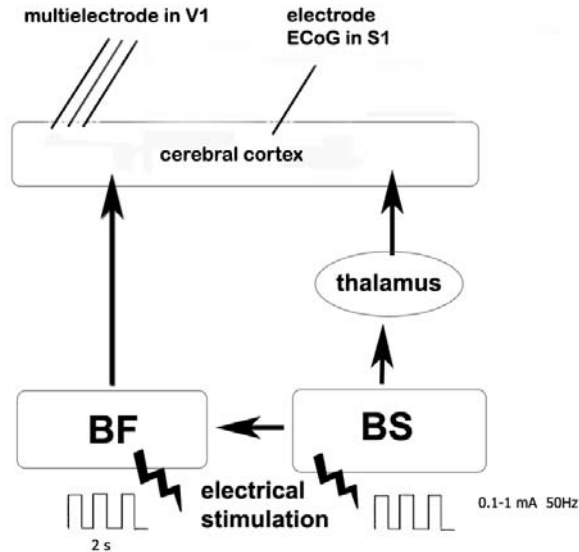 multielectrode in V1
electrode
ECoG in S1
cerebral cortex
thalamus
BF
BS
electrical
stimulation
0.1-1 mA 50Hz
2 s